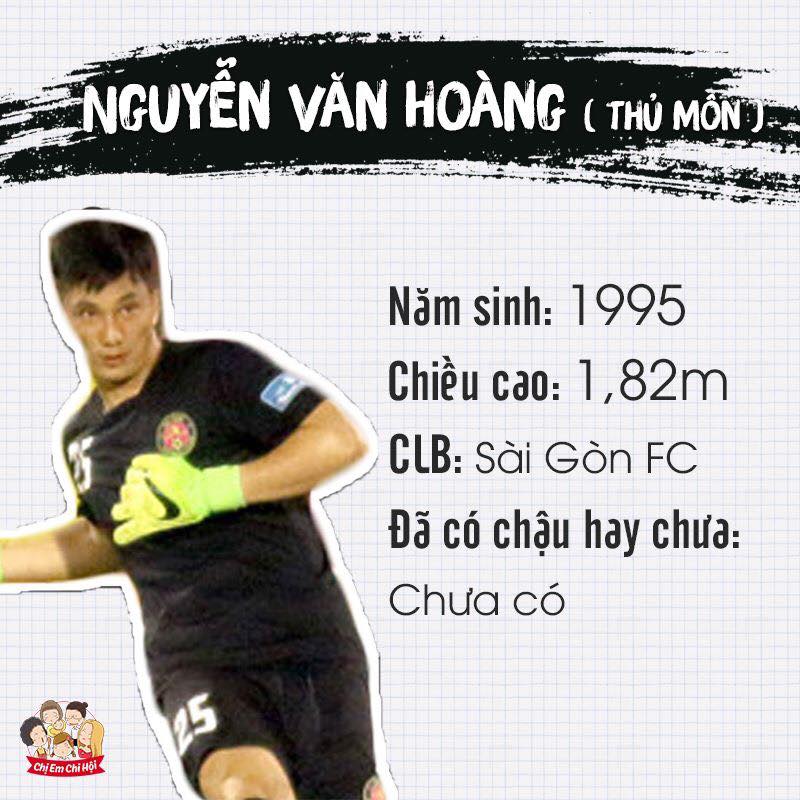 NGUYỄN VĂN HOÀNG ( THỦ MÔN )
Năm sinh: 1995
Chiều cao: 1,82m
CLB: Sài Gòn FC
Đã có chậu hay chưa:
Chưa có
25
25
Chị Em Chi Hội